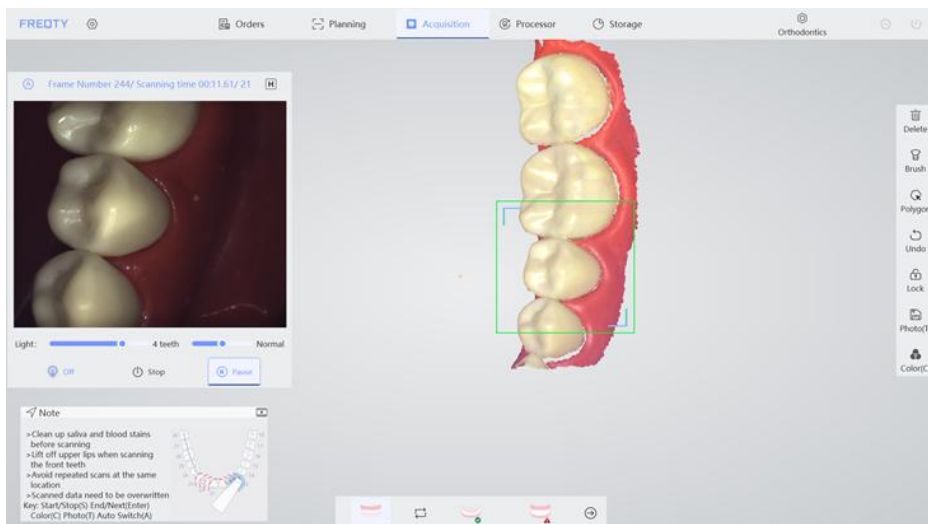 FREQTY
Orders
Planning
Acquisition
Processor
Storage
Orthodontics
Frame Number 244/ Scanning time 00:11.61/ 21
H
Light:
4 teeth
Normal
Off
Stop
Pause
Note
>Clean up saliva and blood stains
before scanning
>Lift off upper lips when scanning
the front teeth
>Avoid repeated scans at the same
location
>Scanned data need to be overwritten
Key: Start/Stop(S) End/Next(Enter)
Color(C) Photo(T) Auto Switch(A)
Delete
Brush
Polygon
Undo
Lock
Photo(T
Color(C